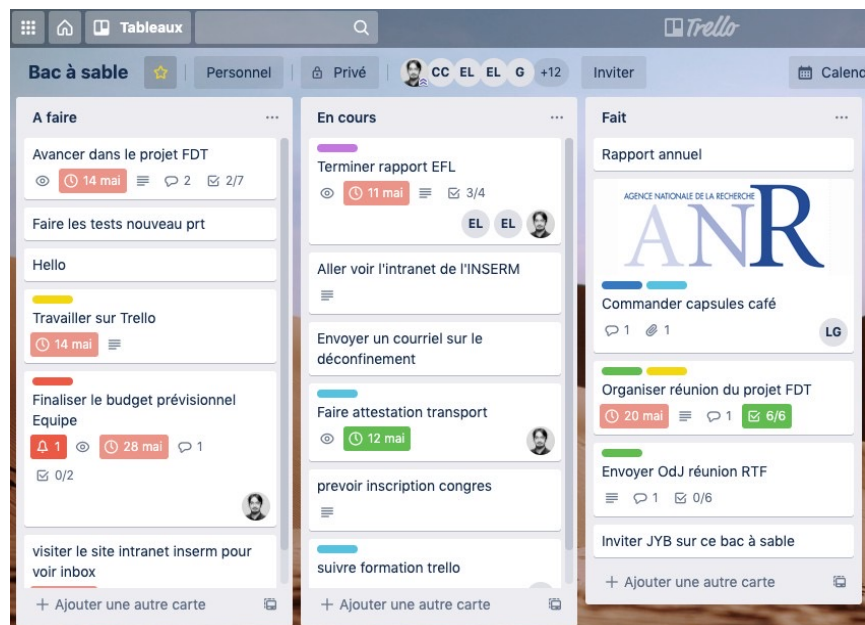 Tableaux
Trello
Bac à sable
Personnel
Privé
CC EL EL G +12
Inviter
Calend
A faire
Avancer dans le projet FDT
14 mai 2 2/7
Faire les tests nouveau prt
Hello
Travailler sur Trello
14 mai
Finaliser le budget prévisionnel
Equipe
1 28 mai 1
0/2
visiter le site intranet inserm pour
voir inbox
+ Ajouter une autre carte
En cours
Terminer rapport EFL
11 mai 3/4
EL EL
Aller voir l'intranet de l'INSERM
Envoyer un courriel sur le
déconfinement
Faire attestation transport
12 mai
prevoir inscription congres
suivre formation trello
+ Ajouter une autre carte
Fait
Rapport annuel
AGENCE NATIONALE DE LA RECHERCHE
ANR
Commander capsules café
1 1 LG
Organiser réunion du projet FDT
20 mai 1 6/6
Envoyer OdJ réunion RTF
1 0/6
Inviter JYB sur ce bac à sable
+ Ajouter une autre carte